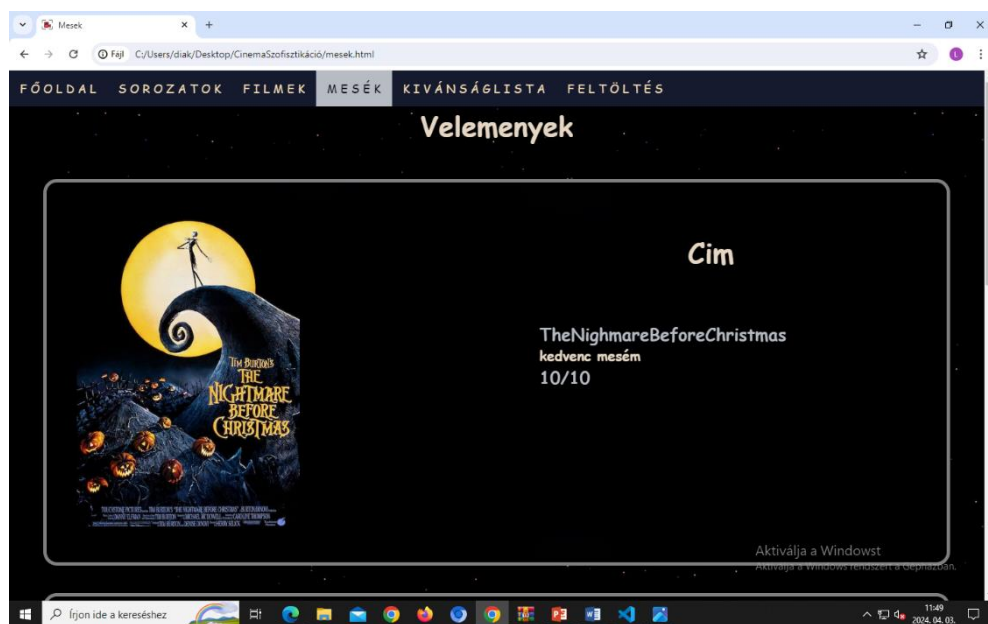 Mesek
Fájl C:/Users/diak/Desktop/CinemaSzofisztikáció/mesek.html
L
FŐOLDAL SOROZATOK FILMEK MESÉK KIVÁNSÁGLISTA FELTÖLTÉS
Velemenyek
Cim
TheNighmareBeforeChristmas
kedvenc mesém
10/10
TIM BURTON'S
THE
NIGHTMARE
BEFORE
CHRISTMAS
Aktiválja a Windowst
Aktiválja a Windows rendszert a Gépházban.
Írjon ide a kereséshez
11:49
2024. 04. 03.